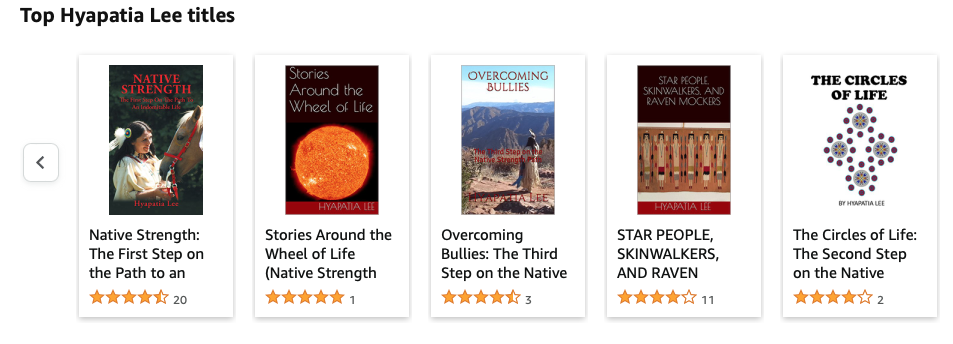 Top Hyapatia Lee titles
NATIVE
STRENGTH
The First Step on the Path To
An Indomitable Life
Hyapatia Lee
Native Strength:
The First Step on
the Path to an
20
Stories
Around the
Wheel of Life
HYAPATIA LEE
Stories Around the
Wheel of Life
(Native Strength
1
OVERCOMING
BULLIES
The Third Step on the
Native Strength Path
HYAPATIA LEE
Overcoming
Bullies: The Third
Step on the Native
3
STAR PEOPLE,
SKINWALKERS, AND
RAVEN MOCKERS
HYAPATIA LEE
STAR PEOPLE,
SKINWALKERS,
AND RAVEN
11
THE CIRCLES
OF LIFE
BY HYAPATIA LEE
The Circles of Life:
The Second Step
on the Native
2